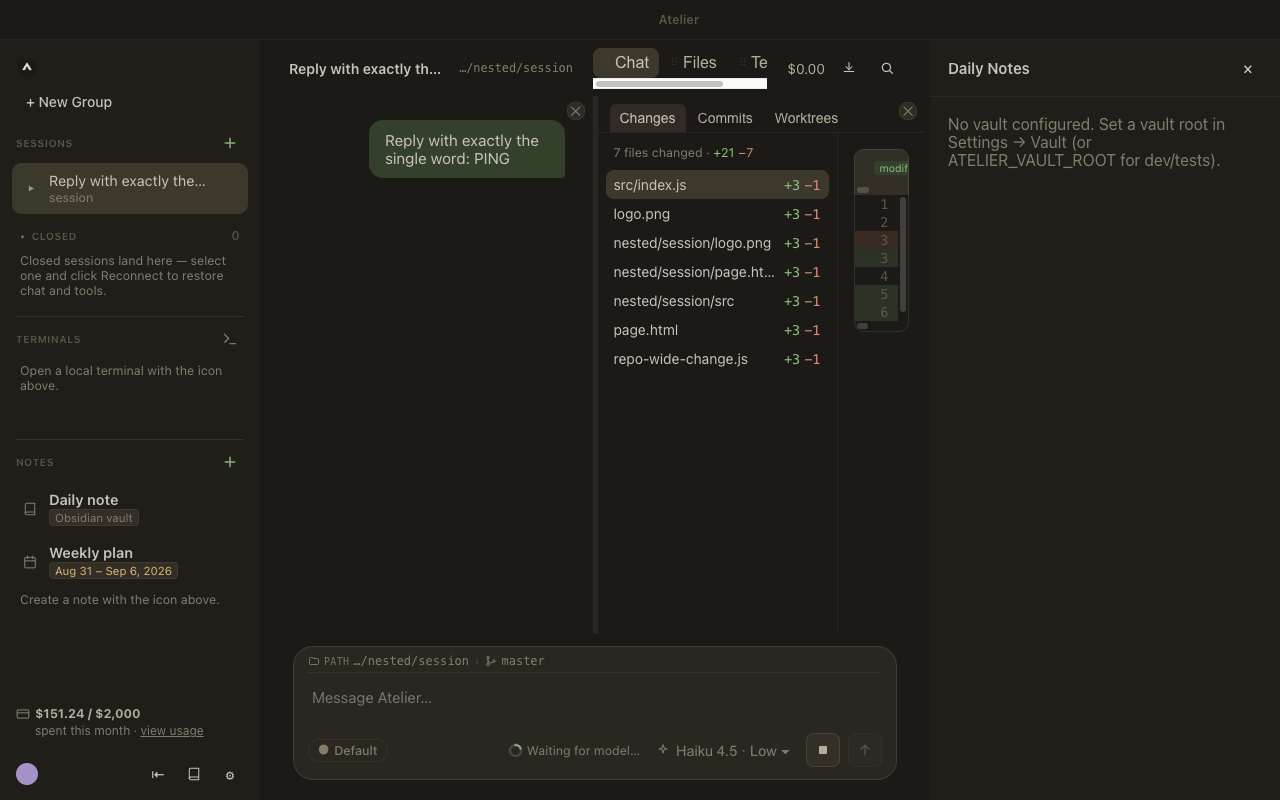 Atelier
+ New Group
SESSIONS
Reply with exactly the...
session
CLOSED
0
Closed sessions land here — select
one and click Reconnect to restore
chat and tools.
TERMINALS
Open a local terminal with the icon
above.
NOTES
Daily note
Obsidian vault
Weekly plan
Aug 31 – Sep 6, 2026
Create a note with the icon above.
$151.24 / $2,000
spent this month · view usage
Reply with exactly th...
…/nested/session
Chat
Files
Te
$0.00
Reply with exactly the
single word: PING
Changes
Commits
Worktrees
7 files changed · +21 −7
src/index.js +3 −1
logo.png +3 −1
nested/session/logo.png +3 −1
nested/session/page.ht... +3 −1
nested/session/src +3 −1
page.html +3 −1
repo-wide-change.js +3 −1
modif
1
2
3
3
4
5
6
PATH …/nested/session › master
Message Atelier...
Default
Waiting for model...
Haiku 4.5 · Low
Daily Notes
No vault configured. Set a vault root in
Settings → Vault (or
ATELIER_VAULT_ROOT for dev/tests).